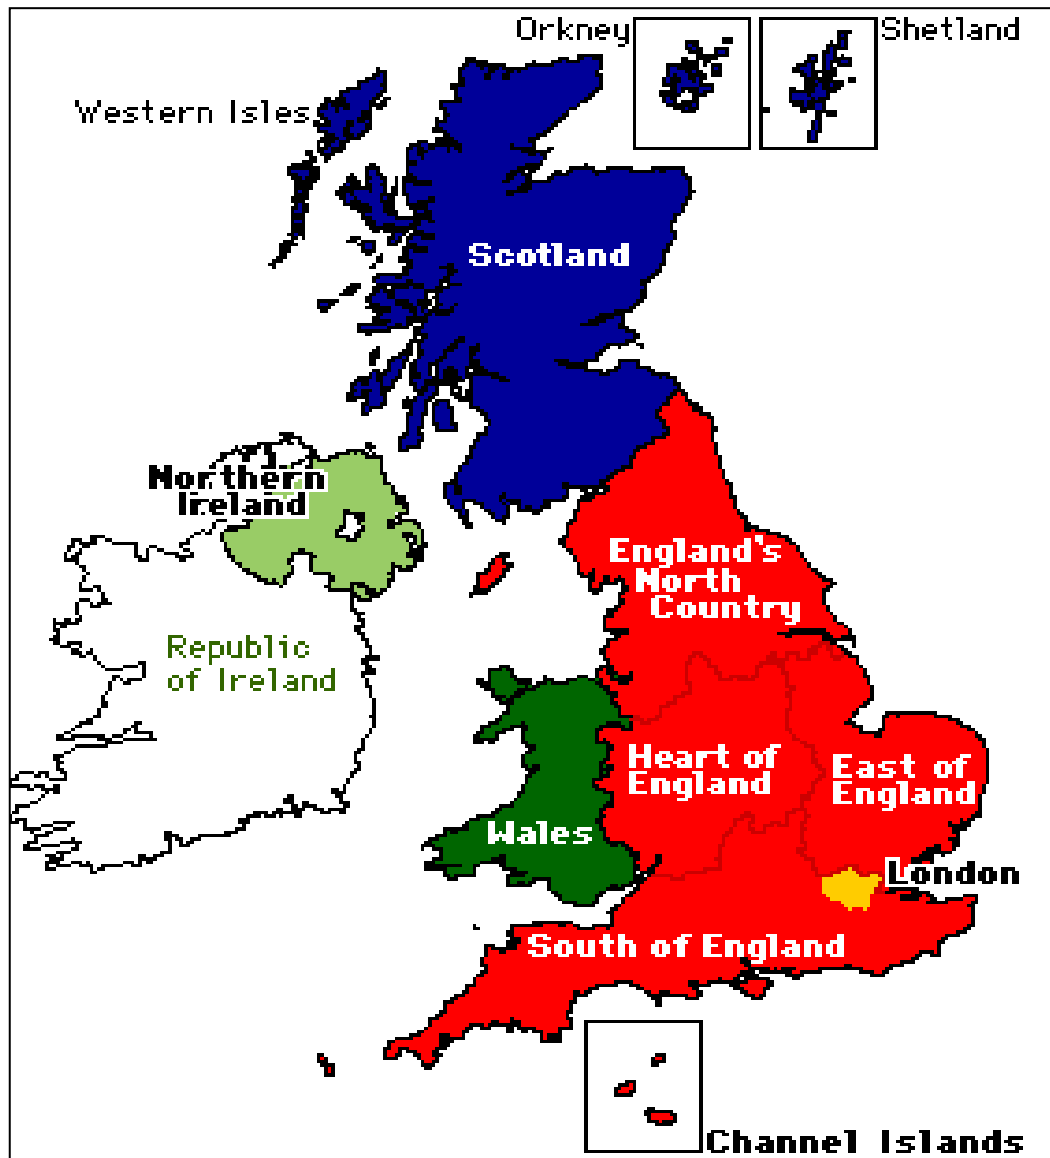 Orkney
Shetland
Western Isles
Scotland
Northern
Ireland
England's
North
Country
Republic
of Ireland
Heart of
England
East of
England
Wales
London
South of England
Channel Islands